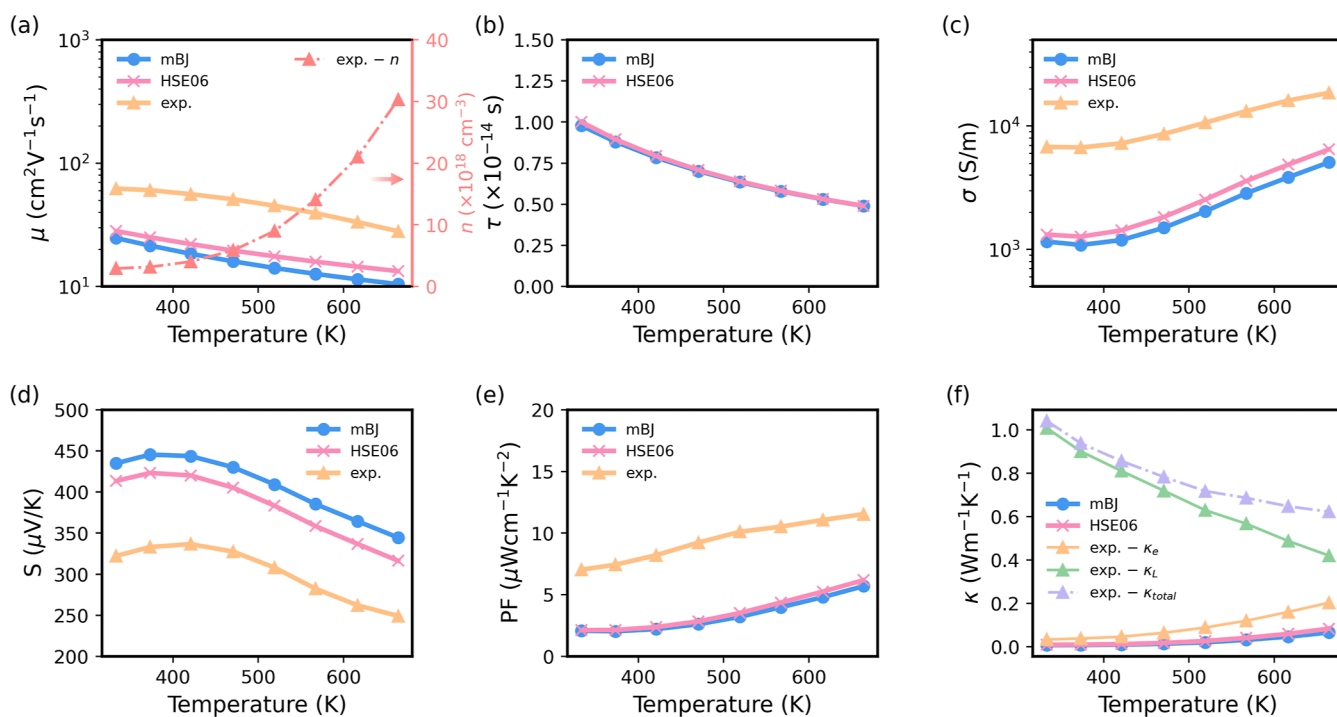 (a)
μ (cm²V⁻¹s⁻¹)
10³
10²
10¹
mBJ
HSE06
exp.
exp. − n
40
30
20
10
0
n (×10¹⁸ cm⁻³)
400 500 600
Temperature (K)
(b)
τ (×10⁻¹⁴ s)
1.50
1.25
1.00
0.75
0.50
0.25
0.00
mBJ
HSE06
400 500 600
Temperature (K)
(c)
σ (S/m)
10⁴
10³
mBJ
HSE06
exp.
400 500 600
Temperature (K)
(d)
S (μV/K)
500
450
400
350
300
250
200
mBJ
HSE06
exp.
400 500 600
Temperature (K)
(e)
PF (μWcm⁻¹K⁻²)
20
15
10
5
0
mBJ
HSE06
exp.
400 500 600
Temperature (K)
(f)
κ (Wm⁻¹K⁻¹)
1.0
0.8
0.6
0.4
0.2
0.0
mBJ
HSE06
exp. − κₑ
exp. − κ_L
exp. − κ_total
400 500 600
Temperature (K)